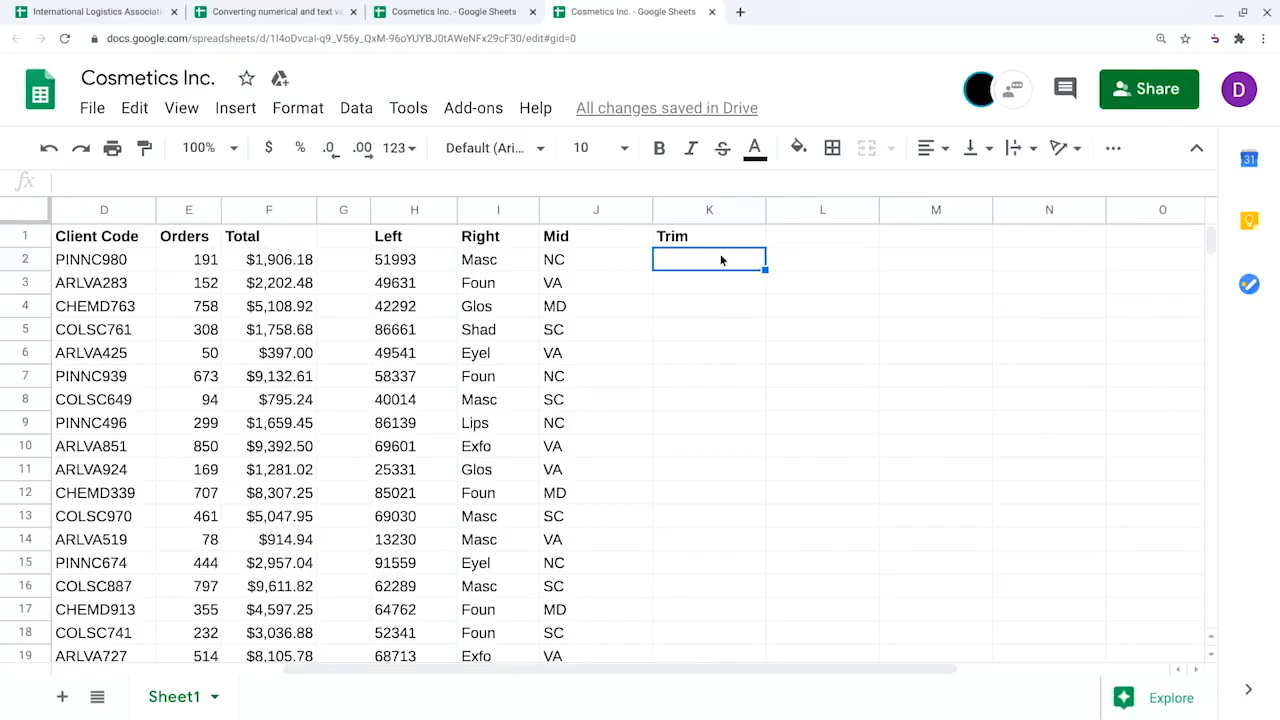 International Logistics Associati
Converting numerical and text va
Cosmetics Inc. - Google Sheets
Cosmetics Inc. - Google Sheets
docs.google.com/spreadsheets/d/1I4oDvcaI-q9_V56y_QxM-96oYUYBJ0tAWeNFx29cF30/edit#gid=0
Cosmetics Inc.
Share
D
File Edit View Insert Format Data Tools Add-ons Help All changes saved in Drive
100% $ % .0 .00 123 Default (Ari... 10 B I S A
31
fx
D E F G H I J K L M N O
1 Client Code Orders Total Left Right Mid Trim
2 PINNC980 191 $1,906.18 51993 Masc NC
3 ARLVA283 152 $2,202.48 49631 Foun VA
4 CHEMD763 758 $5,108.92 42292 Glos MD
5 COLSC761 308 $1,758.68 86661 Shad SC
6 ARLVA425 50 $397.00 49541 Eyel VA
7 PINNC939 673 $9,132.61 58337 Foun NC
8 COLSC649 94 $795.24 40014 Masc SC
9 PINNC496 299 $1,659.45 86139 Lips NC
10 ARLVA851 850 $9,392.50 69601 Exfo VA
11 ARLVA924 169 $1,281.02 25331 Glos VA
12 CHEMD339 707 $8,307.25 85021 Foun MD
13 COLSC970 461 $5,047.95 69030 Masc SC
14 ARLVA519 78 $914.94 13230 Masc VA
15 PINNC674 444 $2,957.04 91559 Eyel NC
16 COLSC887 797 $9,611.82 62289 Masc SC
17 CHEMD913 355 $4,597.25 64762 Foun MD
18 COLSC741 232 $3,036.88 52341 Foun SC
19 ARLVA727 514 $8,105.78 68713 Exfo VA
Sheet1
Explore